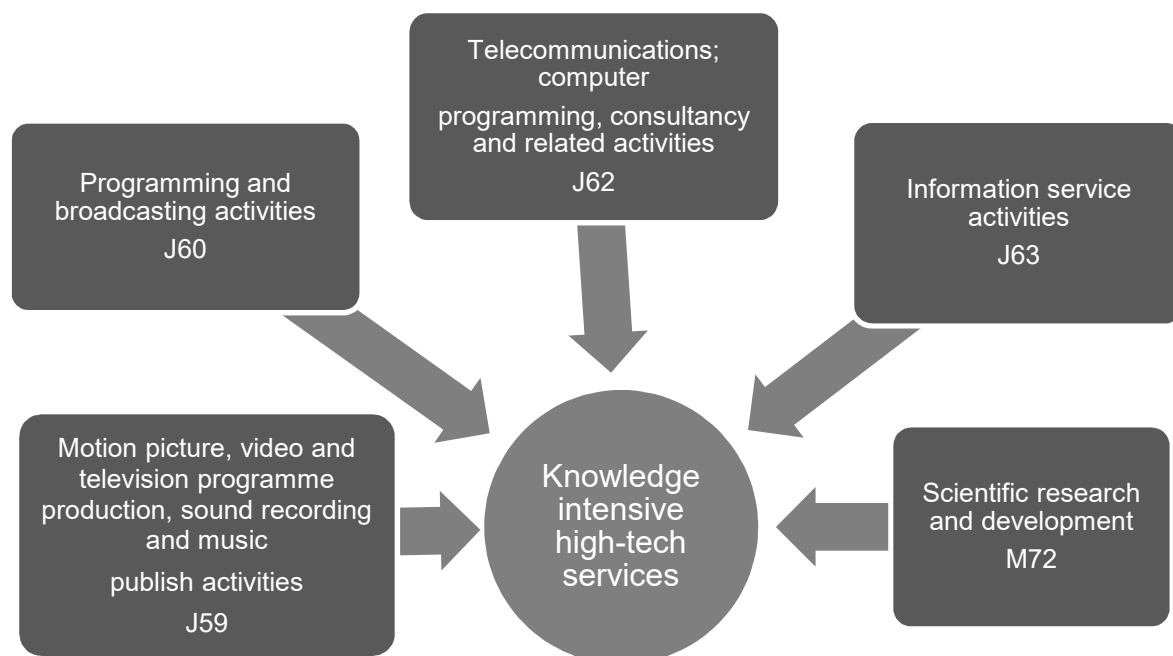 Telecommunications;
computer
programming, consultancy
and related activities
J62
Programming and
broadcasting activities
J60
Information service
activities
J63
Motion picture, video and
television programme
production, sound recording
and music
publish activities
J59
Knowledge
intensive
high-tech
services
Scientific research
and development
M72